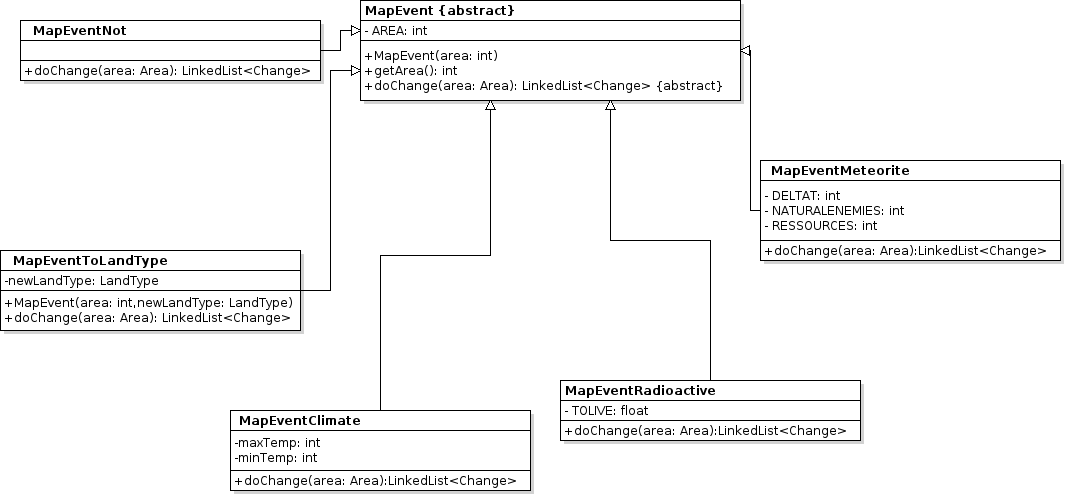 MapEvent {abstract}
- AREA: int
+MapEvent(area: int)
+getArea(): int
+doChange(area: Area): LinkedList<Change> {abstract}
MapEventNot
+doChange(area: Area): LinkedList<Change>
MapEventMeteorite
- DELTAT: int
- NATURALENEMIES: int
- RESSOURCES: int
+doChange(area: Area):LinkedList<Change>
MapEventToLandType
-newLandType: LandType
+MapEvent(area: int,newLandType: LandType)
+doChange(area: Area): LinkedList<Change>
MapEventRadioactive
- TOLIVE: float
+doChange(area: Area):LinkedList<Change>
MapEventClimate
-maxTemp: int
-minTemp: int
+doChange(area: Area):LinkedList<Change>